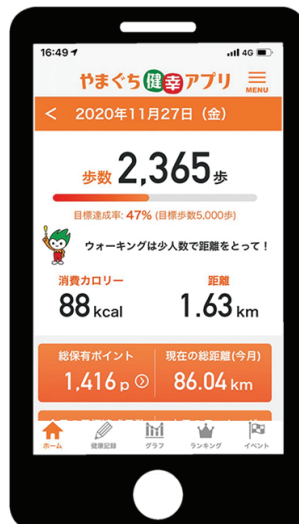 16:49
4G
やまぐち健幸アプリ
MENU
< 2020年11月27日（金）
歩数 2,365 歩
目標達成率: 47% (目標歩数5,000歩)
ウォーキングは少人数で距離をとって！
消費カロリー 距離
88 kcal 1.63 km
総保有ポイント 現在の総距離(今月)
1,416 p 86.04 km
ホーム 健康記録 グラフ ランキング イベント